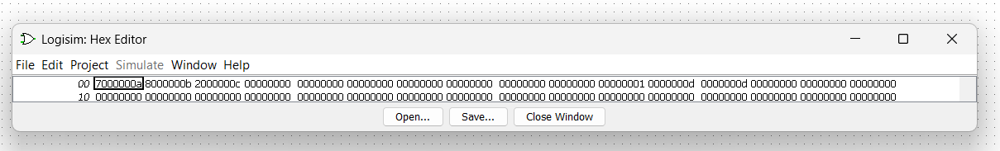 Logisim: Hex Editor
File Edit Project Simulate Window Help
00 7000000a 8000000b 2000000c 00000000 00000000 00000000 00000000 00000000 00000000 00000000 00000001 0000000d 0000000d 00000000 00000000 00000000
10 00000000 00000000 00000000 00000000 00000000 00000000 00000000 00000000 00000000 00000000 00000000 00000000 00000000 00000000 00000000 00000000
Open... Save... Close Window